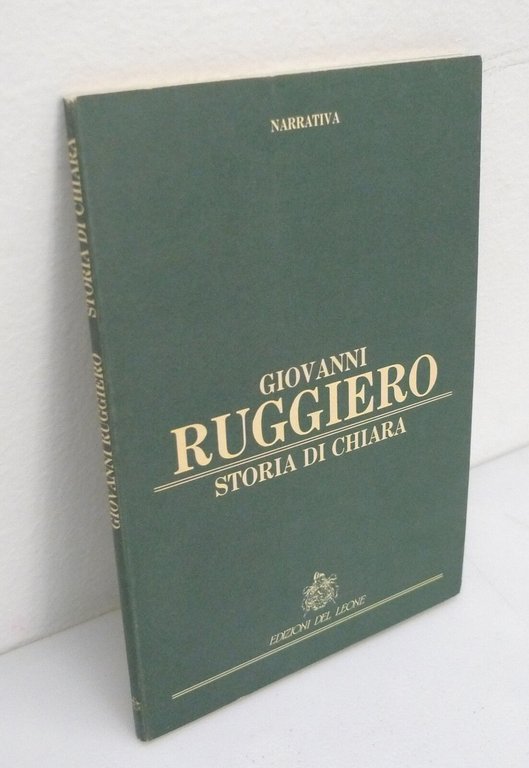 NARRATIVA
GIOVANNI
RUGGIERO
STORIA DI CHIARA
EDIZIONI DEL LEONE
GIOVANNI RUGGIERO STORIA DI CHIARA